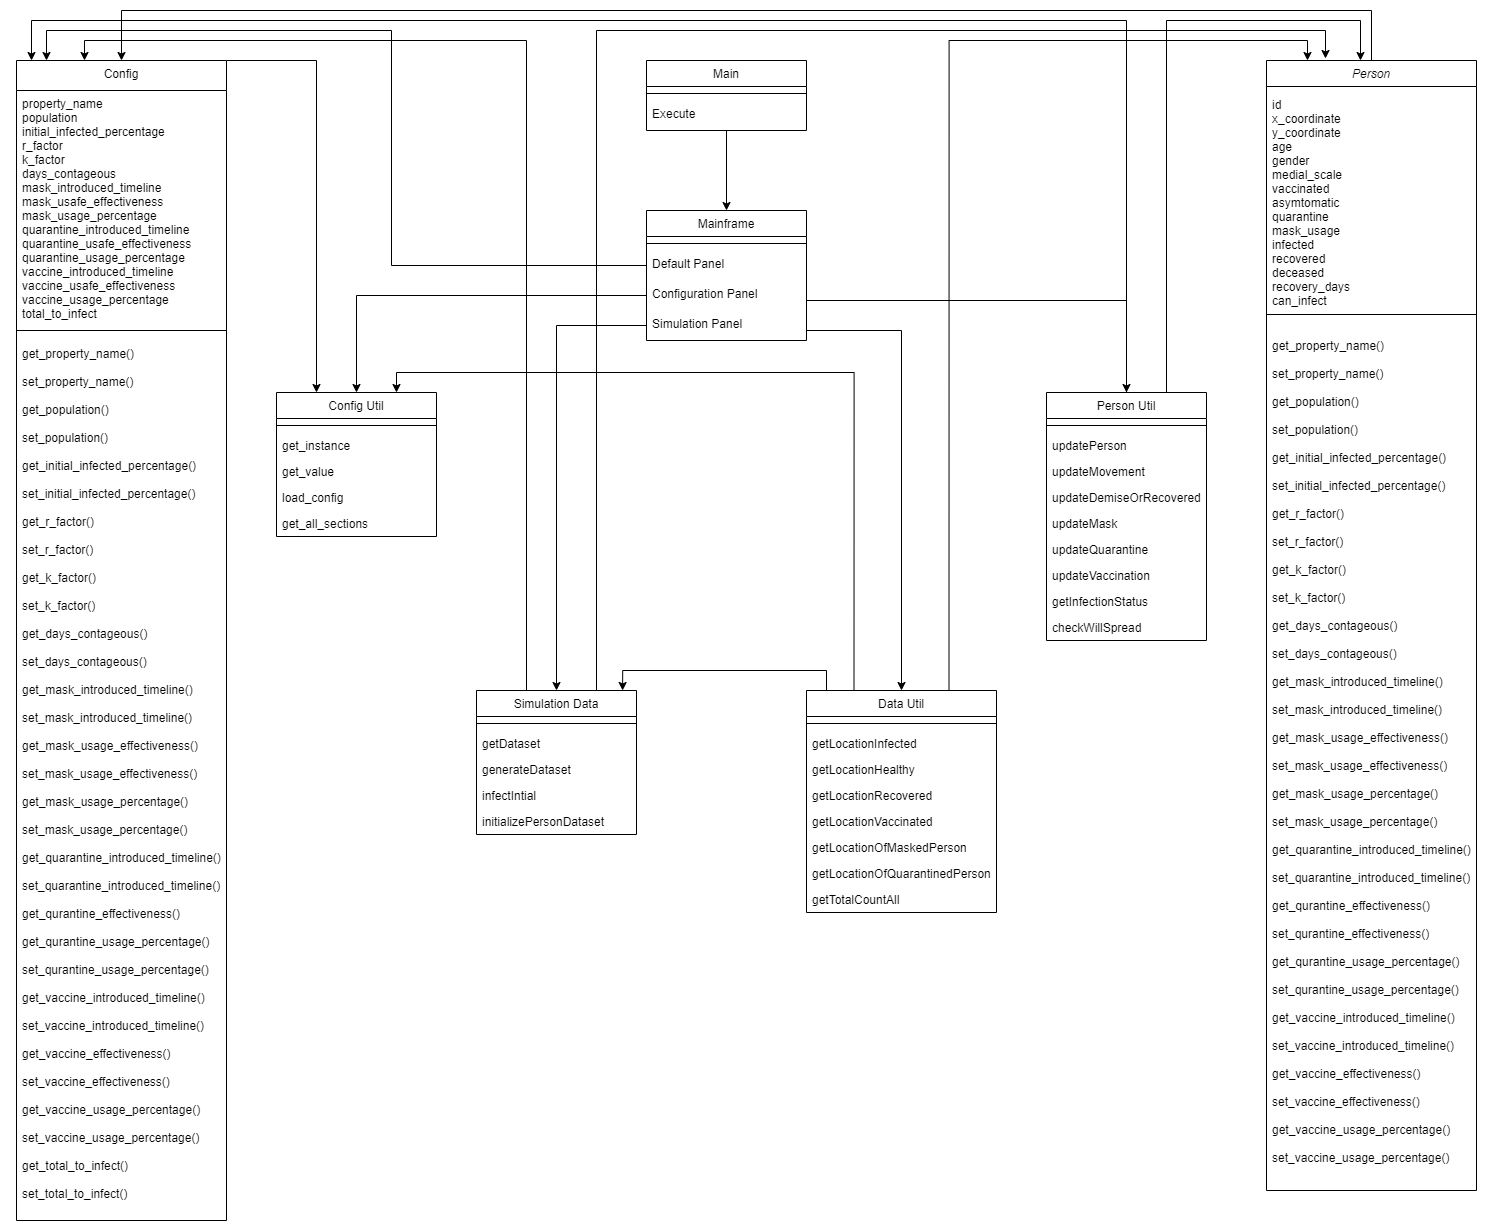 Config
property_name
population
initial_infected_percentage
r_factor
k_factor
days_contageous
mask_introduced_timeline
mask_usafe_effectiveness
mask_usage_percentage
quarantine_introduced_timeline
quarantine_usafe_effectiveness
quarantine_usage_percentage
vaccine_introduced_timeline
vaccine_usafe_effectiveness
vaccine_usage_percentage
total_to_infect
get_property_name()
set_property_name()
get_population()
set_population()
get_initial_infected_percentage()
set_initial_infected_percentage()
get_r_factor()
set_r_factor()
get_k_factor()
set_k_factor()
get_days_contageous()
set_days_contageous()
get_mask_introduced_timeline()
set_mask_introduced_timeline()
get_mask_usage_effectiveness()
set_mask_usage_effectiveness()
get_mask_usage_percentage()
set_mask_usage_percentage()
get_quarantine_introduced_timeline()
set_quarantine_introduced_timeline()
get_qurantine_effectiveness()
get_qurantine_usage_percentage()
set_qurantine_usage_percentage()
get_vaccine_introduced_timeline()
set_vaccine_introduced_timeline()
get_vaccine_effectiveness()
set_vaccine_effectiveness()
get_vaccine_usage_percentage()
set_vaccine_usage_percentage()
get_total_to_infect()
set_total_to_infect()
Main
Execute
Mainframe
Default Panel
Configuration Panel
Simulation Panel
Config Util
get_instance
get_value
load_config
get_all_sections
Simulation Data
getDataset
generateDataset
infectIntial
initializePersonDataset
Data Util
getLocationInfected
getLocationHealthy
getLocationRecovered
getLocationVaccinated
getLocationOfMaskedPerson
getLocationOfQuarantinedPerson
getTotalCountAll
Person Util
updatePerson
updateMovement
updateDemiseOrRecovered
updateMask
updateQuarantine
updateVaccination
getInfectionStatus
checkWillSpread
Person
id
x_coordinate
y_coordinate
age
gender
medial_scale
vaccinated
asymtomatic
quarantine
mask_usage
infected
recovered
deceased
recovery_days
can_infect
get_property_name()
set_property_name()
get_population()
set_population()
get_initial_infected_percentage()
set_initial_infected_percentage()
get_r_factor()
set_r_factor()
get_k_factor()
set_k_factor()
get_days_contageous()
set_days_contageous()
get_mask_introduced_timeline()
set_mask_introduced_timeline()
get_mask_usage_effectiveness()
set_mask_usage_effectiveness()
get_mask_usage_percentage()
set_mask_usage_percentage()
get_quarantine_introduced_timeline()
set_quarantine_introduced_timeline()
get_qurantine_effectiveness()
set_qurantine_effectiveness()
get_qurantine_usage_percentage()
set_qurantine_usage_percentage()
get_vaccine_introduced_timeline()
set_vaccine_introduced_timeline()
get_vaccine_effectiveness()
set_vaccine_effectiveness()
get_vaccine_usage_percentage()
set_vaccine_usage_percentage()